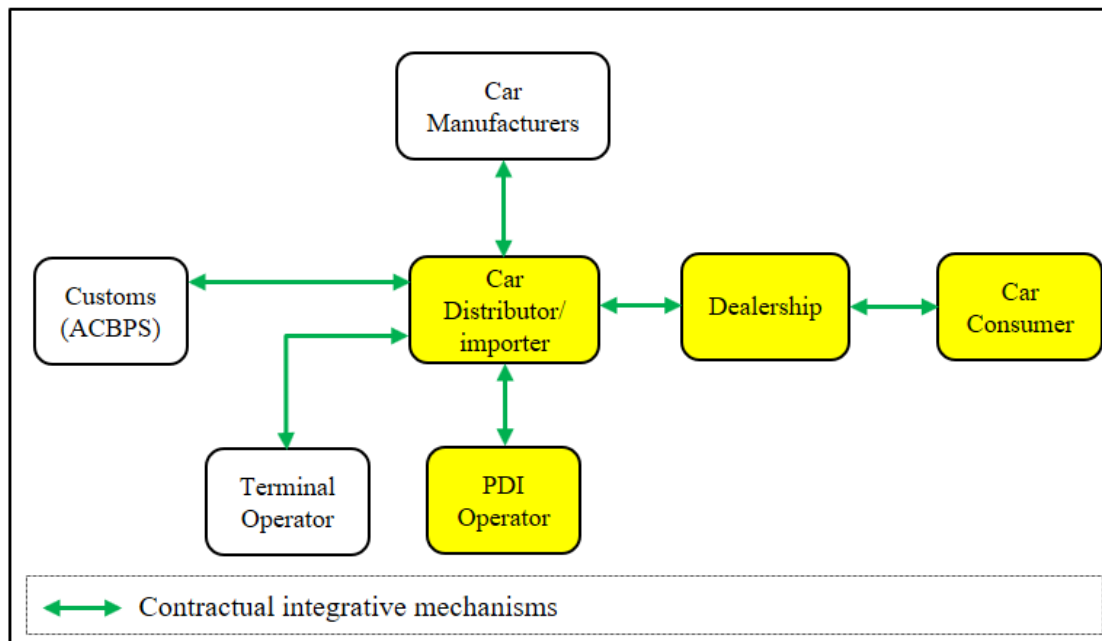 Car
Manufacturers
Customs
(ACBPS)
Car
Distributor/
importer
Dealership
Car
Consumer
Terminal
Operator
PDI
Operator
Contractual integrative mechanisms